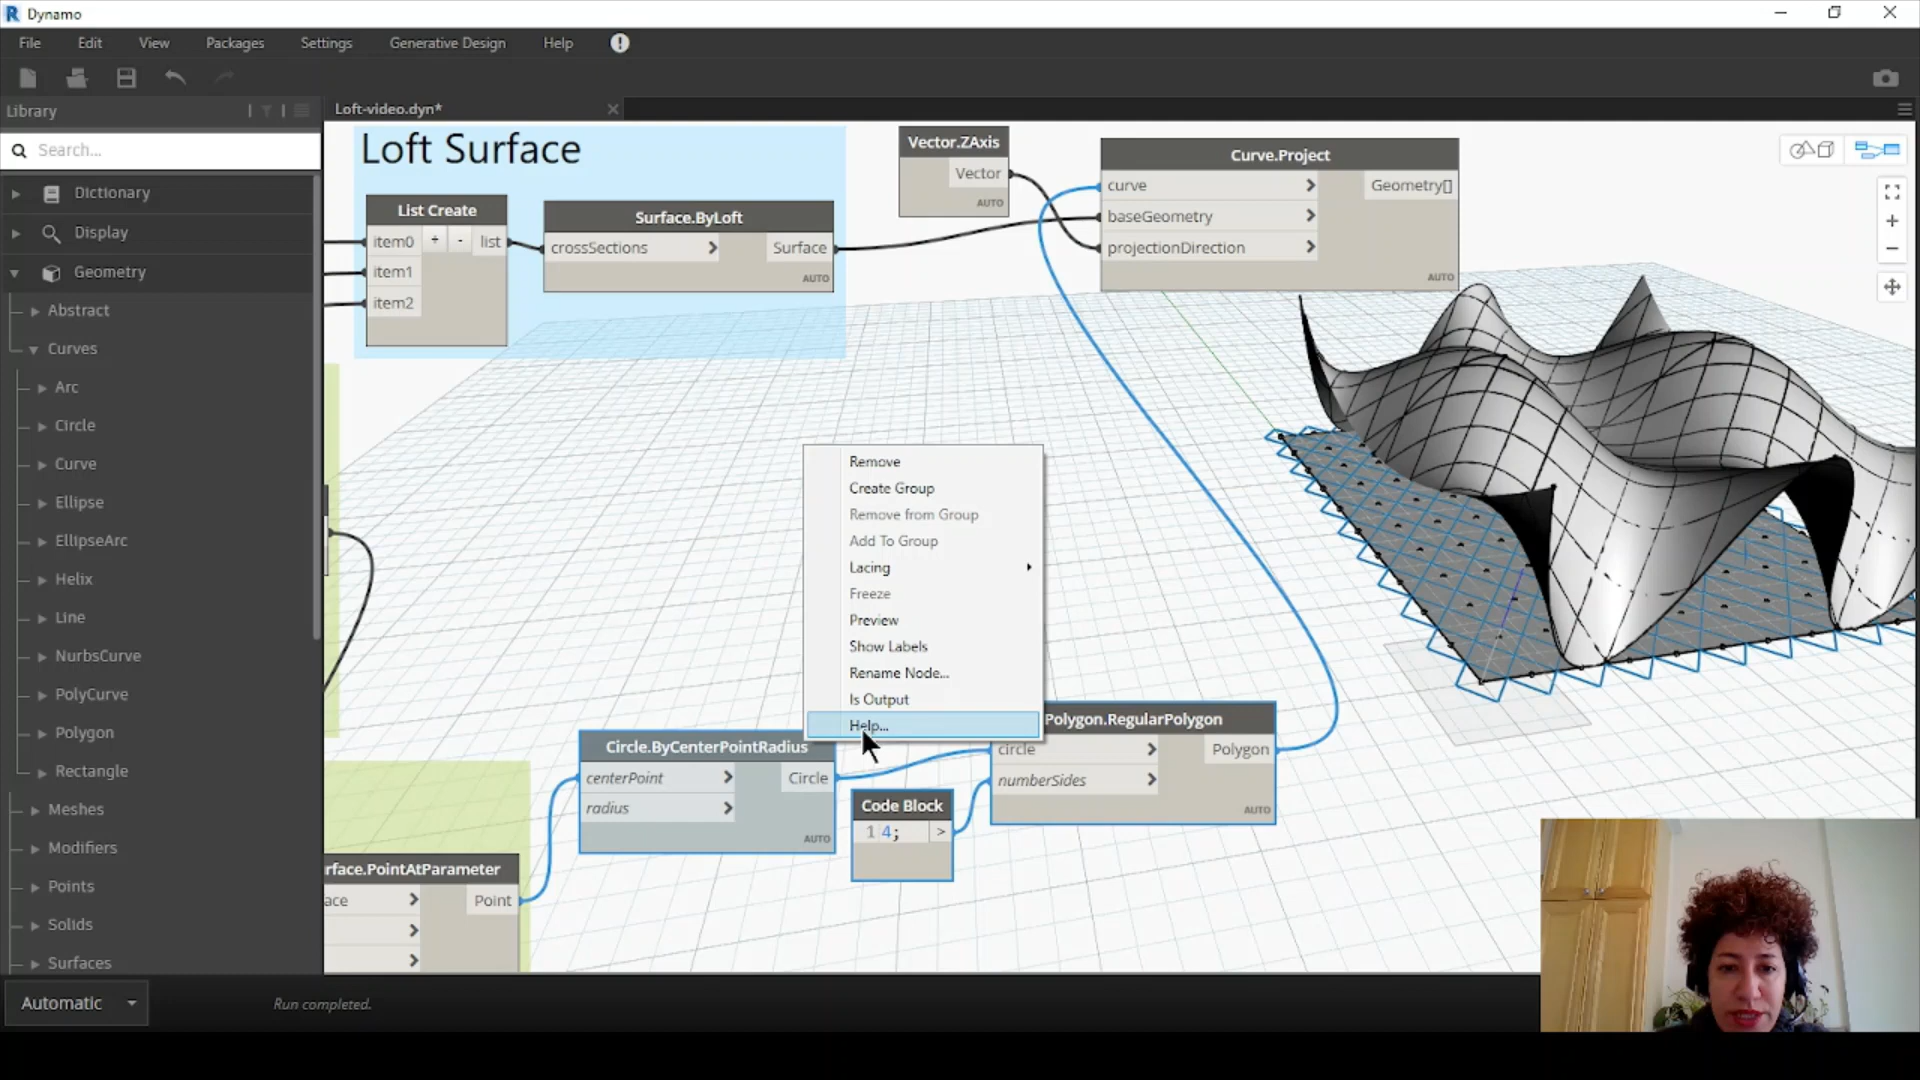 Dynamo
File Edit View Packages Settings Generative Design Help
Library
Loft-video.dyn*
Search...
Dictionary
Display
Geometry
Abstract
Curves
Arc
Circle
Curve
Ellipse
EllipseArc
Helix
Line
NurbsCurve
PolyCurve
Polygon
Rectangle
Meshes
Modifiers
Points
Solids
Surfaces
Automatic
Run completed.
Loft Surface
List Create
item0 + - list
item1
item2
Surface.ByLoft
crossSections > Surface
AUTO
Vector.ZAxis
Vector
AUTO
Curve.Project
curve > Geometry[]
baseGeometry >
projectionDirection >
AUTO
Remove
Create Group
Remove from Group
Add To Group
Lacing
Freeze
Preview
Show Labels
Rename Node...
Is Output
Help...
Circle.ByCenterPointRadius
centerPoint > Circle
radius >
AUTO
Code Block
1 4; >
Polygon.RegularPolygon
circle > Polygon
numberSides >
AUTO
rface.PointAtParameter
ace > Point
>
>